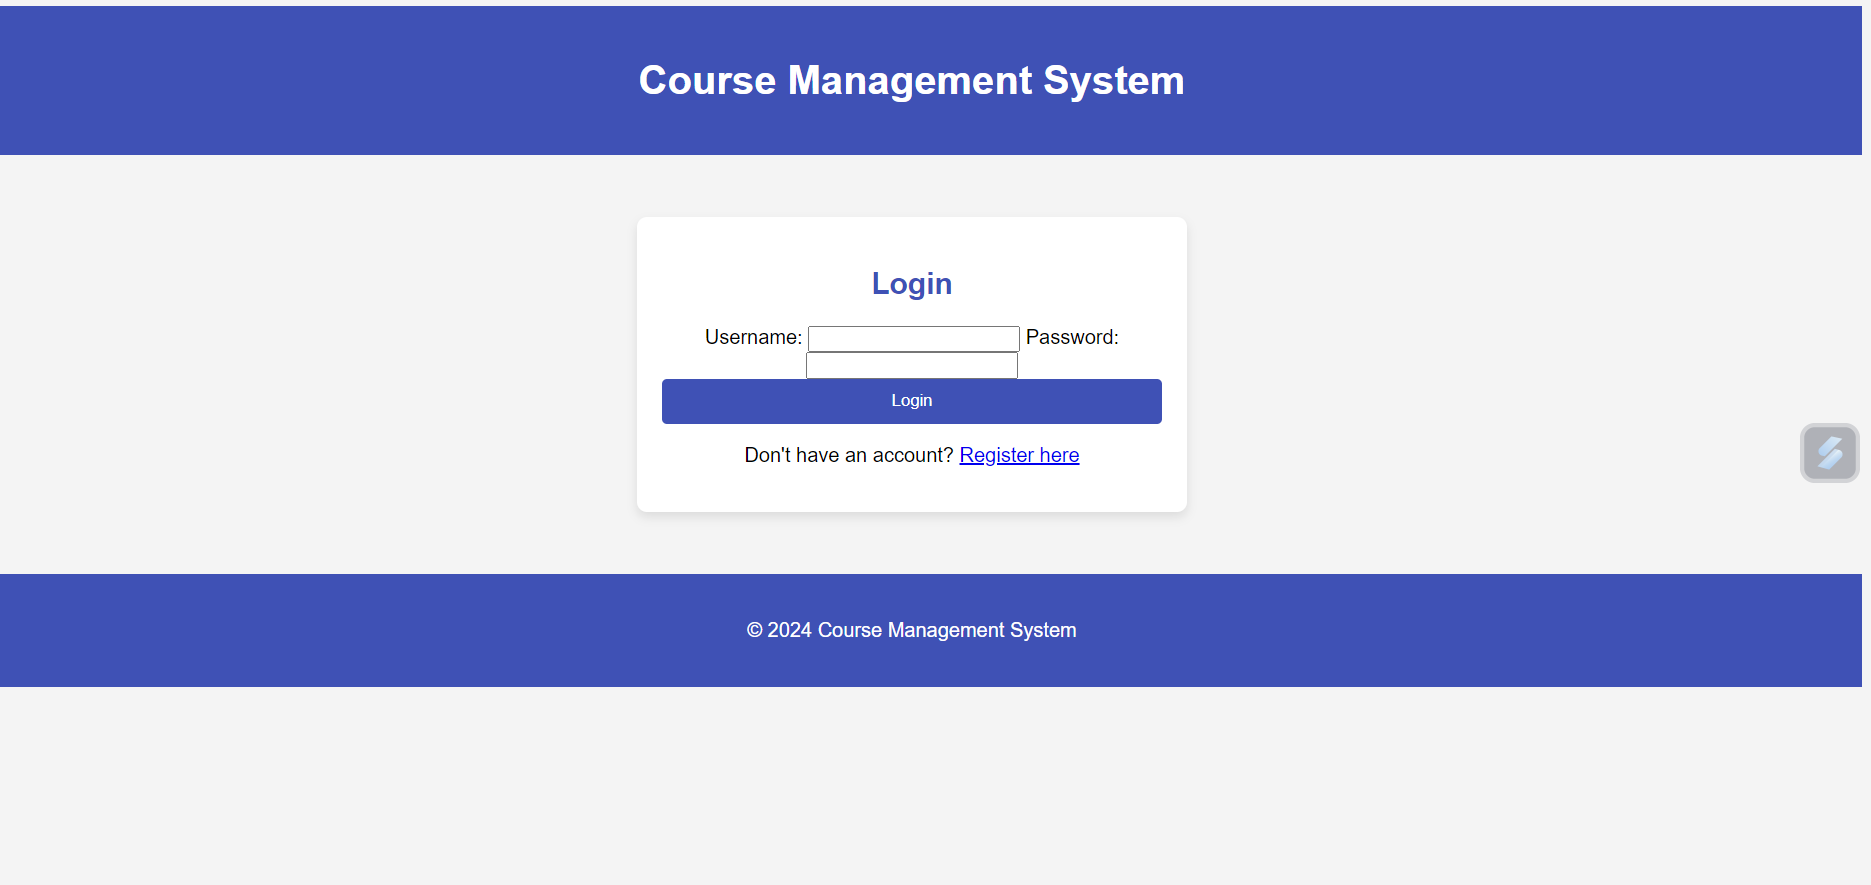 Course Management System
Login
Username: Password:
Login
Don't have an account? Register here
© 2024 Course Management System